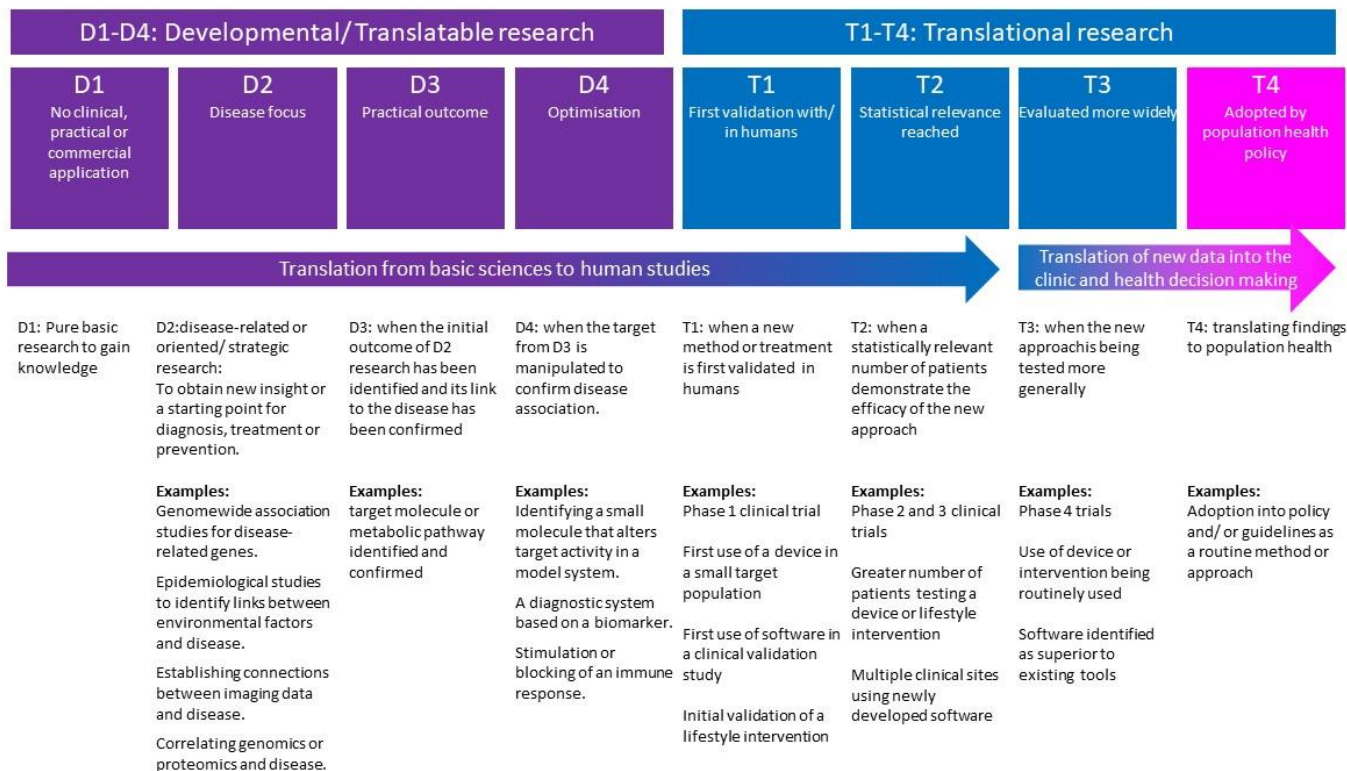 D1-D4: Developmental/ Translatable research
T1-T4: Translational research
D1
No clinical,
practical or
commercial
application
D2
Disease focus
D3
Practical outcome
D4
Optimisation
T1
First validation with/
in humans
T2
Statistical relevance
reached
T3
Evaluated more widely
T4
Adopted by
population health
policy
Translation from basic sciences to human studies
Translation of new data into the
clinic and health decision making
D1: Pure basic
research to gain
knowledge
D2:disease-related or
oriented/ strategic
research:
To obtain new insight or
a starting point for
diagnosis, treatment or
prevention.
D3: when the initial
outcome of D2
research has been
identified and its link
to the disease has
been confirmed
D4: when the target
from D3 is
manipulated to
confirm disease
association.
T1: when a new
method or treatment
is first validated in
humans
T2: when a
statistically relevant
number of patients
demonstrate the
efficacy of the new
approach
T3: when the new
approachis being
tested more
generally
T4: translating findings
to population health
Examples:
Genomewide association
studies for disease-
related genes.
Epidemiological studies
to identify links between
environmental factors
and disease.
Establishing connections
between imaging data
and disease.
Correlating genomics or
proteomics and disease.
Examples:
target molecule or
metabolic pathway
identified and
confirmed
Examples:
Identifying a small
molecule that alters
target activity in a
model system.
A diagnostic system
based on a biomarker.
Stimulation or
blocking of an immune
response.
Examples:
Phase 1 clinical trial
First use of a device in
a small target
population
First use of software in
a clinical validation
study
Initial validation of a
lifestyle intervention
Examples:
Phase 2 and 3 clinical
trials
Greater number of
patients testing a
device or lifestyle
intervention
Multiple clinical sites
using newly
developed software
Examples:
Phase 4 trials
Use of device or
intervention being
routinely used
Software identified
as superior to
existing tools
Examples:
Adoption into policy
and/ or guidelines as
a routine method or
approach